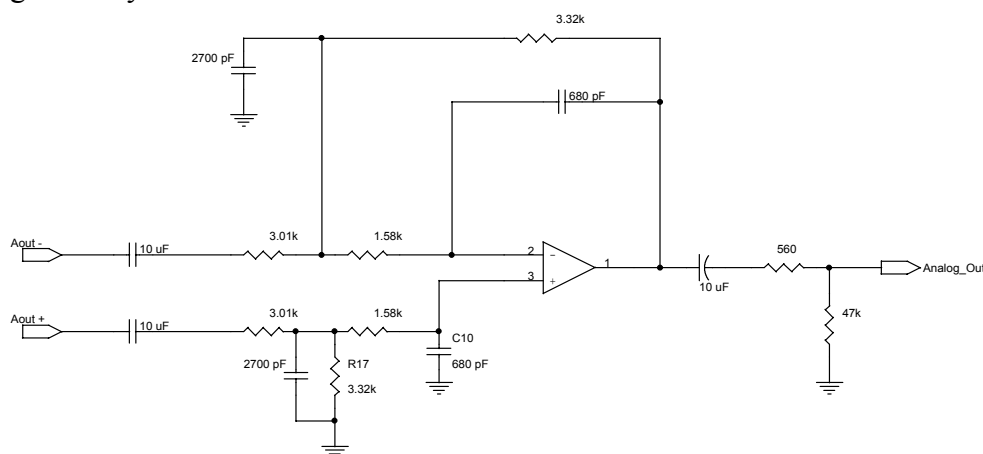 3.32k
2700 pF
680 pF
Aout -
10 uF
3.01k
1.58k
2
-
1
3
+
560
10 uF
Analog_Out
47k
Aout +
10 uF
3.01k
1.58k
C10
680 pF
2700 pF
R17
3.32k